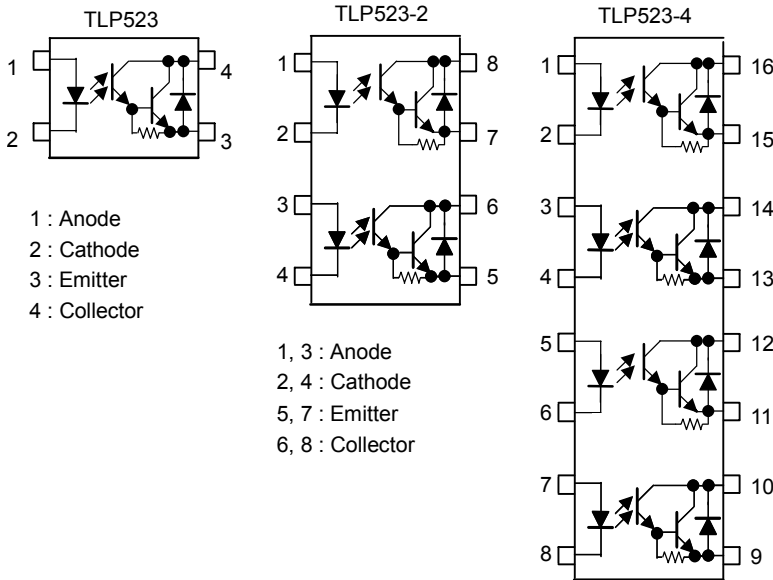 TLP523
1
4
2
3
1 : Anode
2 : Cathode
3 : Emitter
4 : Collector
TLP523-2
1
8
2
7
3
6
4
5
1, 3 : Anode
2, 4 : Cathode
5, 7 : Emitter
6, 8 : Collector
TLP523-4
1
16
2
15
3
14
4
13
5
12
6
11
7
10
8
9